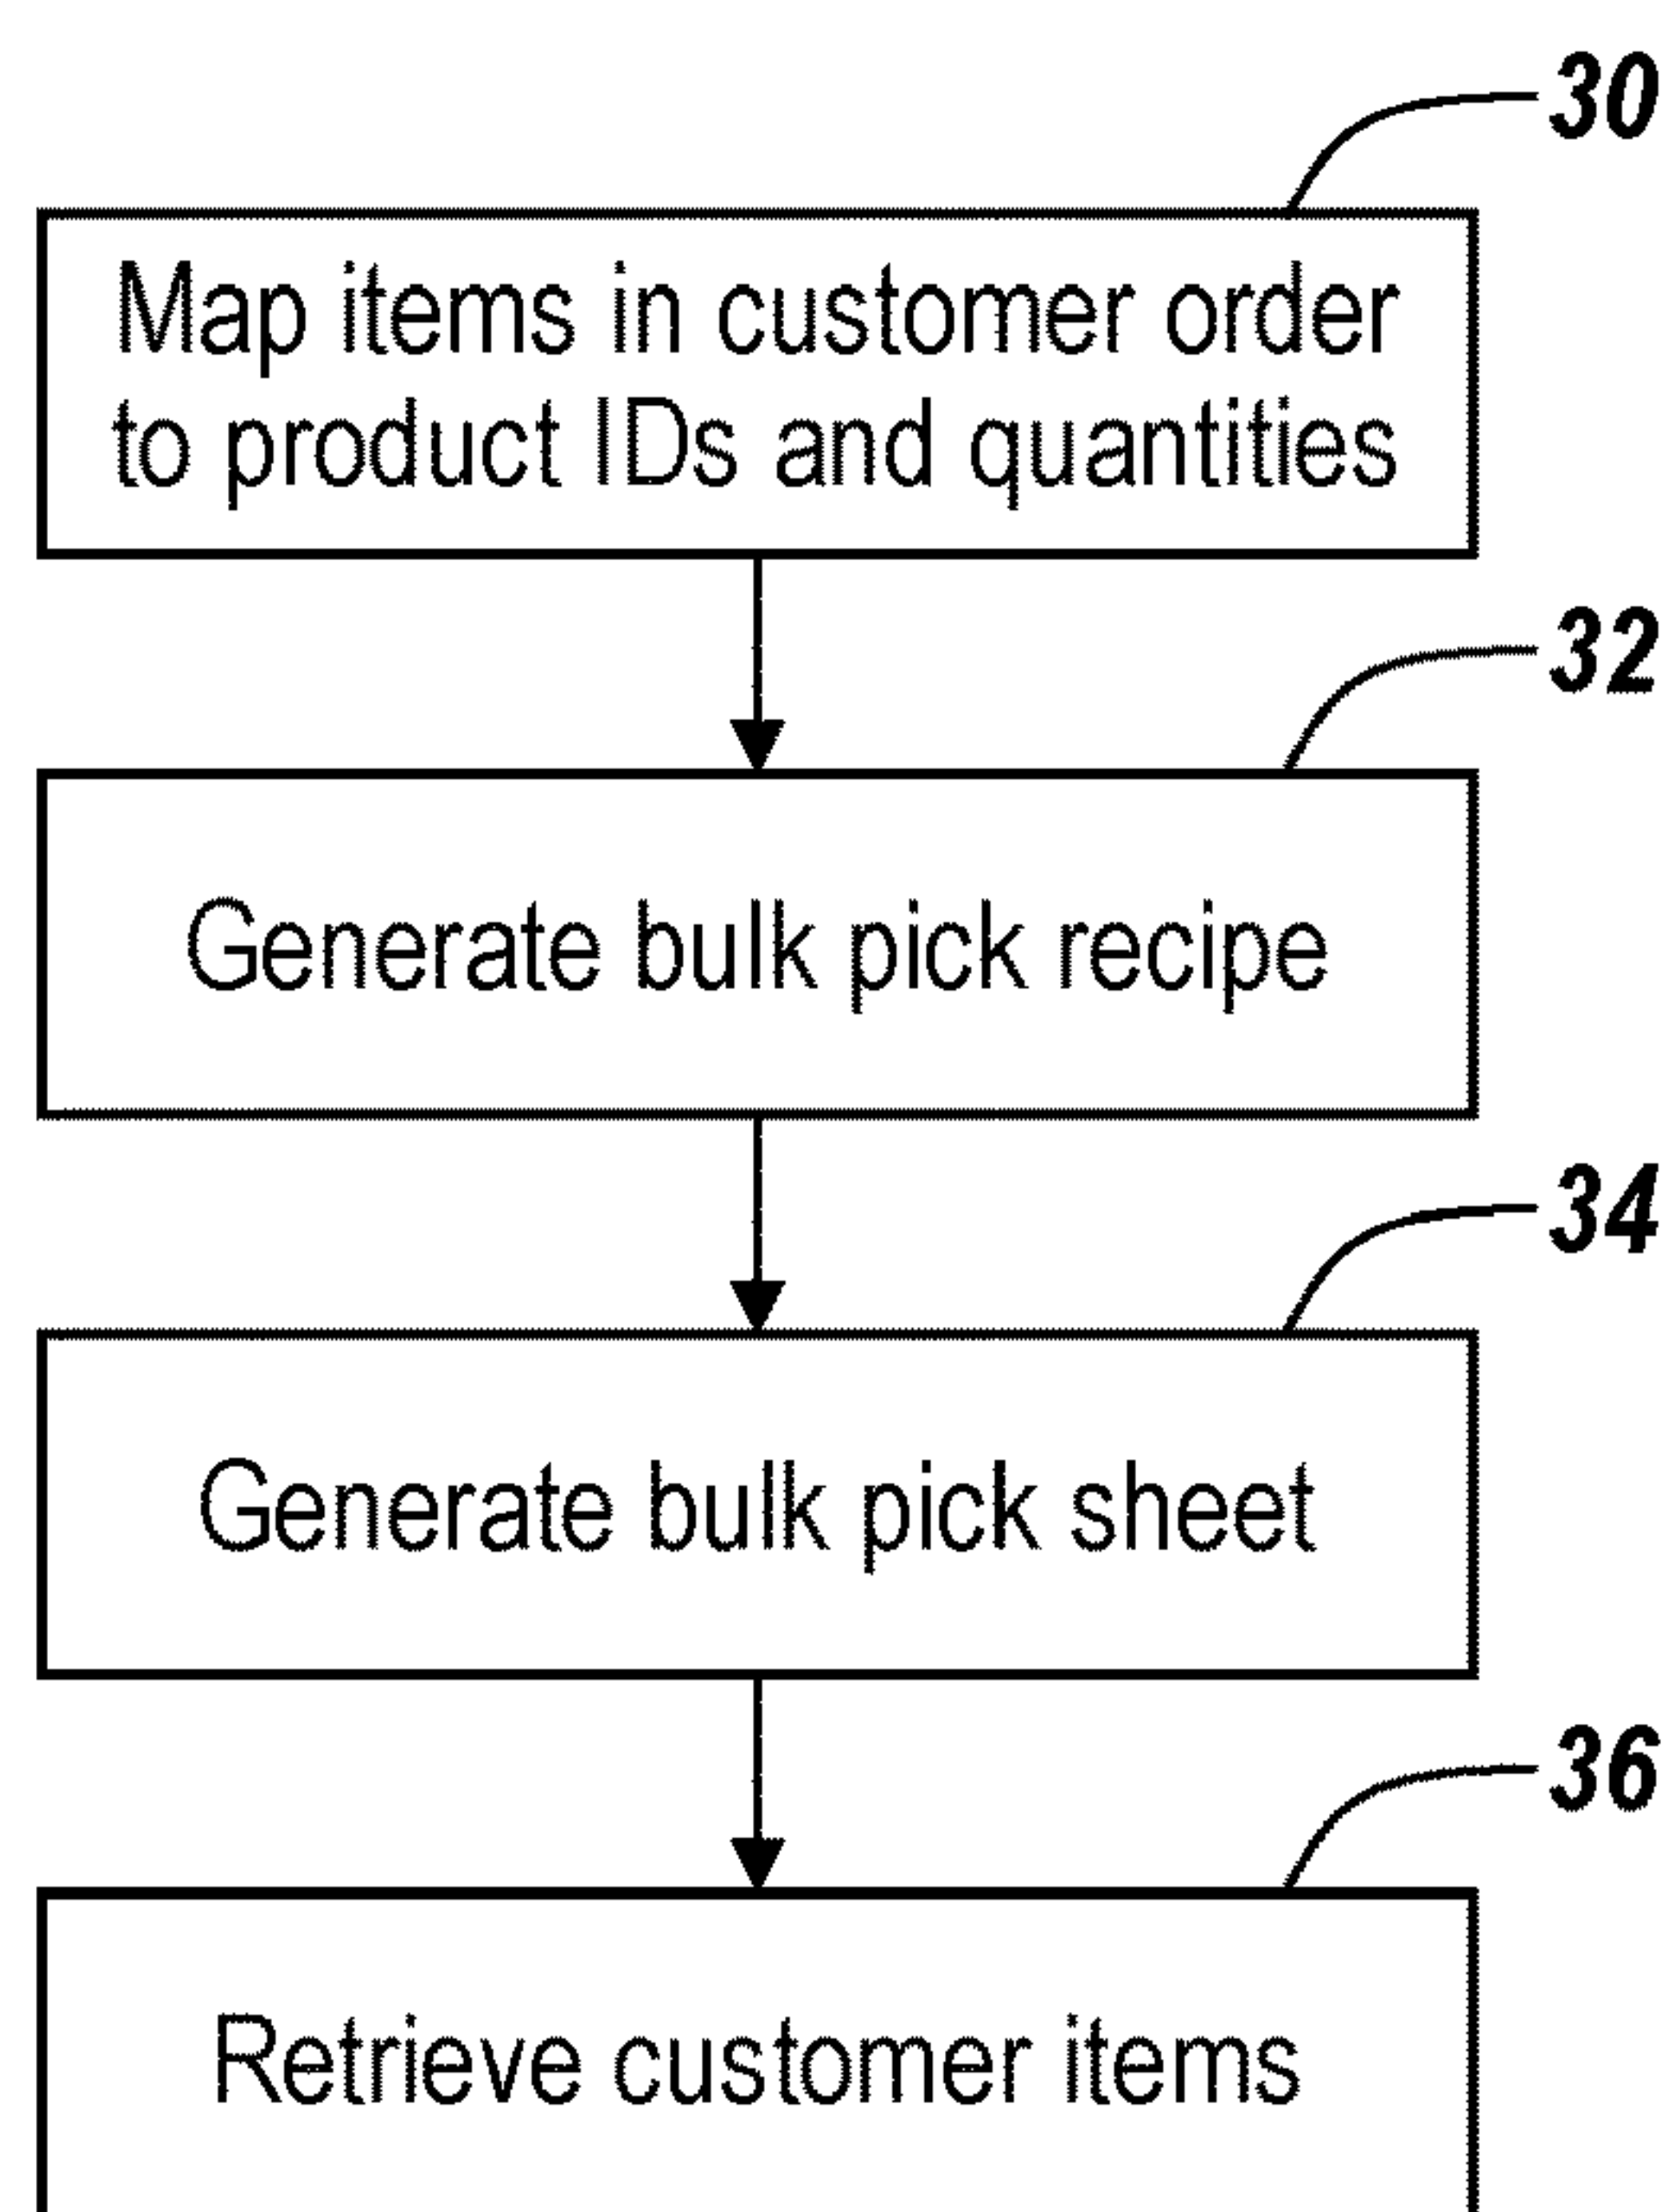 30
Map items in customer order
to product IDs and quantities
32
Generate bulk pick recipe
34
Generate bulk pick sheet
36
Retrieve customer items